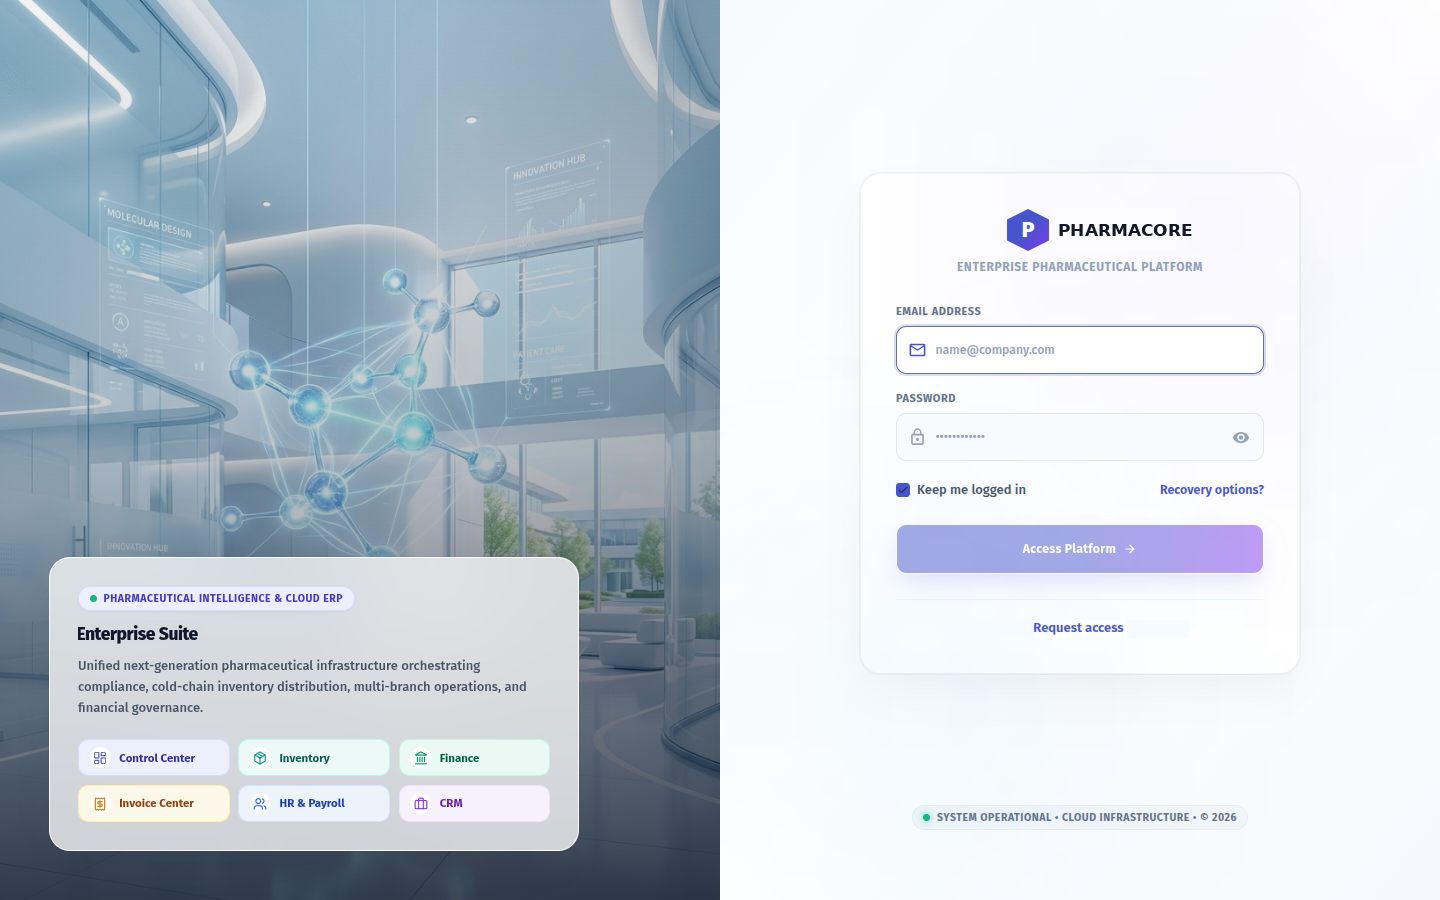 MOLECULAR DESIGN
A
INNOVATION HUB
PATIENT CARE
INNOVATION HUB
PHARMACEUTICAL INTELLIGENCE & CLOUD ERP
Enterprise Suite
Unified next-generation pharmaceutical infrastructure orchestrating
compliance, cold-chain inventory distribution, multi-branch operations, and
financial governance.
Control Center
Inventory
Finance
Invoice Center
HR & Payroll
CRM
P PHARMACORE
ENTERPRISE PHARMACEUTICAL PLATFORM
EMAIL ADDRESS
name@company.com
PASSWORD
••••••••••••
Keep me logged in
Recovery options?
Access Platform →
Request access
SYSTEM OPERATIONAL • CLOUD INFRASTRUCTURE • © 2026